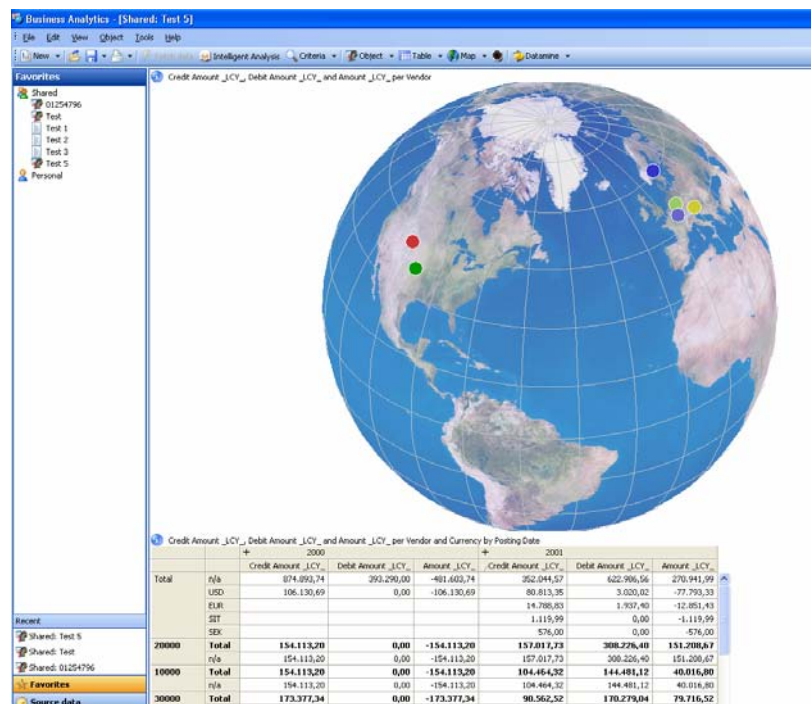 Business Analytics - [Shared: Test 5]
File Edit View Object Tools Help
New Intelligent Analysis Criteria Object Table Map Datamine
Favorites
Shared
01254796
Test
Test 1
Test 2
Test 3
Test 5
Personal
Credit Amount _LCY_, Debit Amount _LCY_ and Amount _LCY_ per Vendor
Credit Amount _LCY_, Debit Amount _LCY_ and Amount _LCY_ per Vendor and Currency by Posting Date
+ 2000 + 2001
Credit Amount _LCY_ Debit Amount _LCY_ Amount _LCY_ Credit Amount _LCY_ Debit Amount _LCY_ Amount _LCY_
Total n/a 874.893,74 393.290,00 -481.603,74 352.044,57 622.986,56 270.941,99
USD 106.130,69 0,00 -106.130,69 80.813,35 3.020,02 -77.793,33
EUR 14.788,83 1.937,40 -12.851,43
SIT 1.119,99 0,00 -1.119,99
SEK 576,00 0,00 -576,00
20000 Total 154.113,20 0,00 -154.113,20 157.017,73 308.226,40 151.208,67
n/a 154.113,20 0,00 -154.113,20 157.017,73 308.226,40 151.208,67
10000 Total 154.113,20 0,00 -154.113,20 104.464,32 144.481,12 40.016,80
n/a 154.113,20 0,00 -154.113,20 104.464,32 144.481,12 40.016,80
30000 Total 173.377,34 0,00 -173.377,34 90.562,52 170.279,04 79.716,52
Recent
Shared: Test 5
Shared: Test
Shared: 01254796
Favorites
Source data